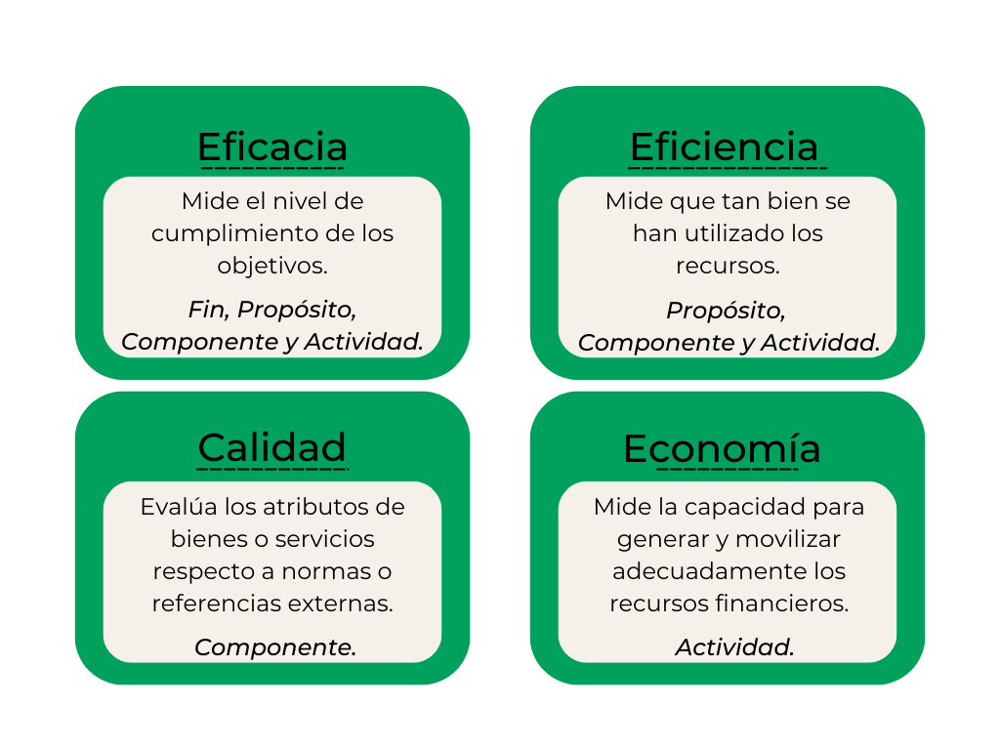 Eficacia
Mide el nivel de
cumplimiento de los
objetivos.
Fin, Propósito,
Componente y Actividad.
Eficiencia
Mide que tan bien se
han utilizado los
recursos.
Propósito,
Componente y Actividad.
Calidad
Evalúa los atributos de
bienes o servicios
respecto a normas o
referencias externas.
Componente.
Economía
Mide la capacidad para
generar y movilizar
adecuadamente los
recursos financieros.
Actividad.